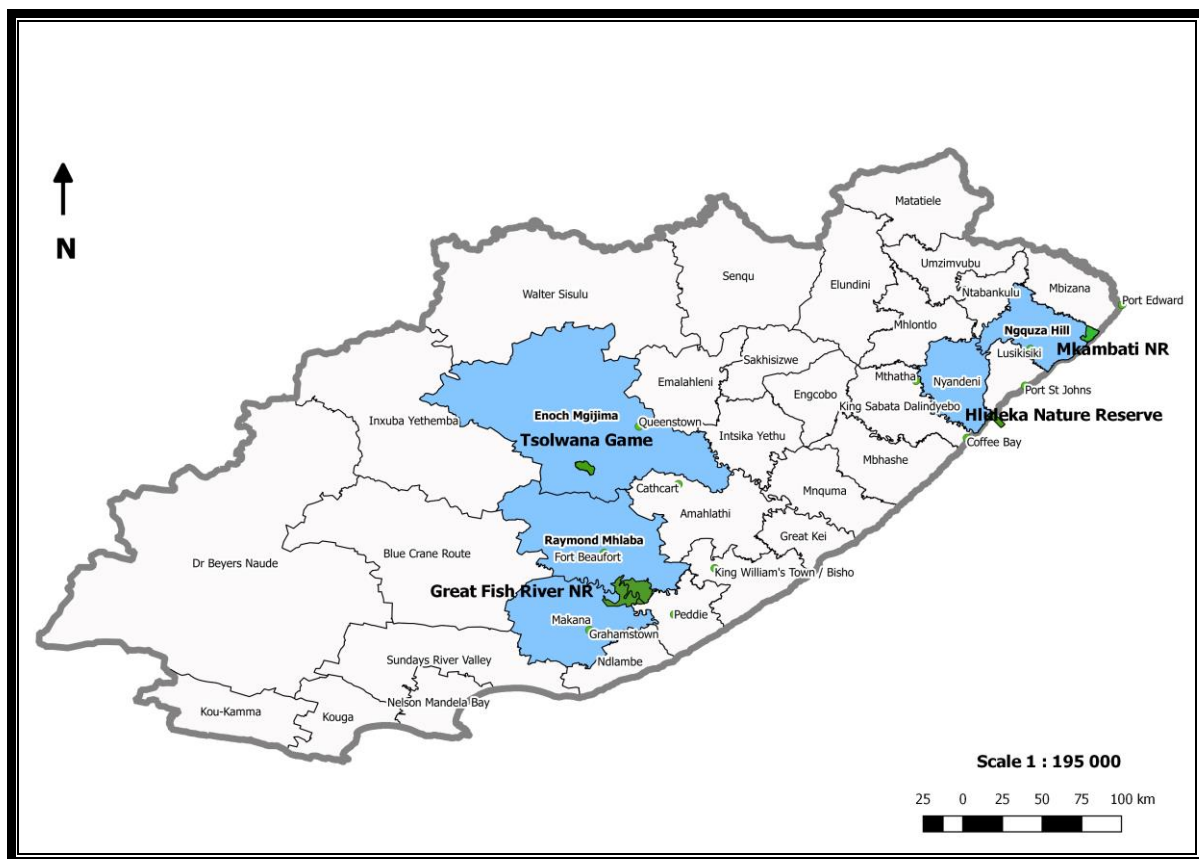 Matatiele
N
Umzimvubu
Senqu
Elundini
Walter Sisulu
Ntabankulu
Mbizana
Port Edward
Mhlontlo
Ngquza Hill
Lusikisiki
Mkambati NR
Sakhisizwe
Emalahleni
Mthatha
Nyandeni
Port St Johns
Engcobo
King Sabata Dalindyebo
Enoch Mgijima
Inxuba Yethemba
Queenstown
Hluleka Nature Reserve
Tsolwana Game
Intsika Yethu
Coffee Bay
Mbhashe
Cathcart
Mnquma
Amahlathi
Great Kei
Raymond Mhlaba
Fort Beaufort
Blue Crane Route
Dr Beyers Naude
King William's Town / Bisho
Great Fish River NR
Peddie
Makana
Grahamstown
Sundays River Valley
Ndlambe
Nelson Mandela Bay
Kou-Kamma
Kouga
Scale 1 : 195 000
25 0 25 50 75 100 km